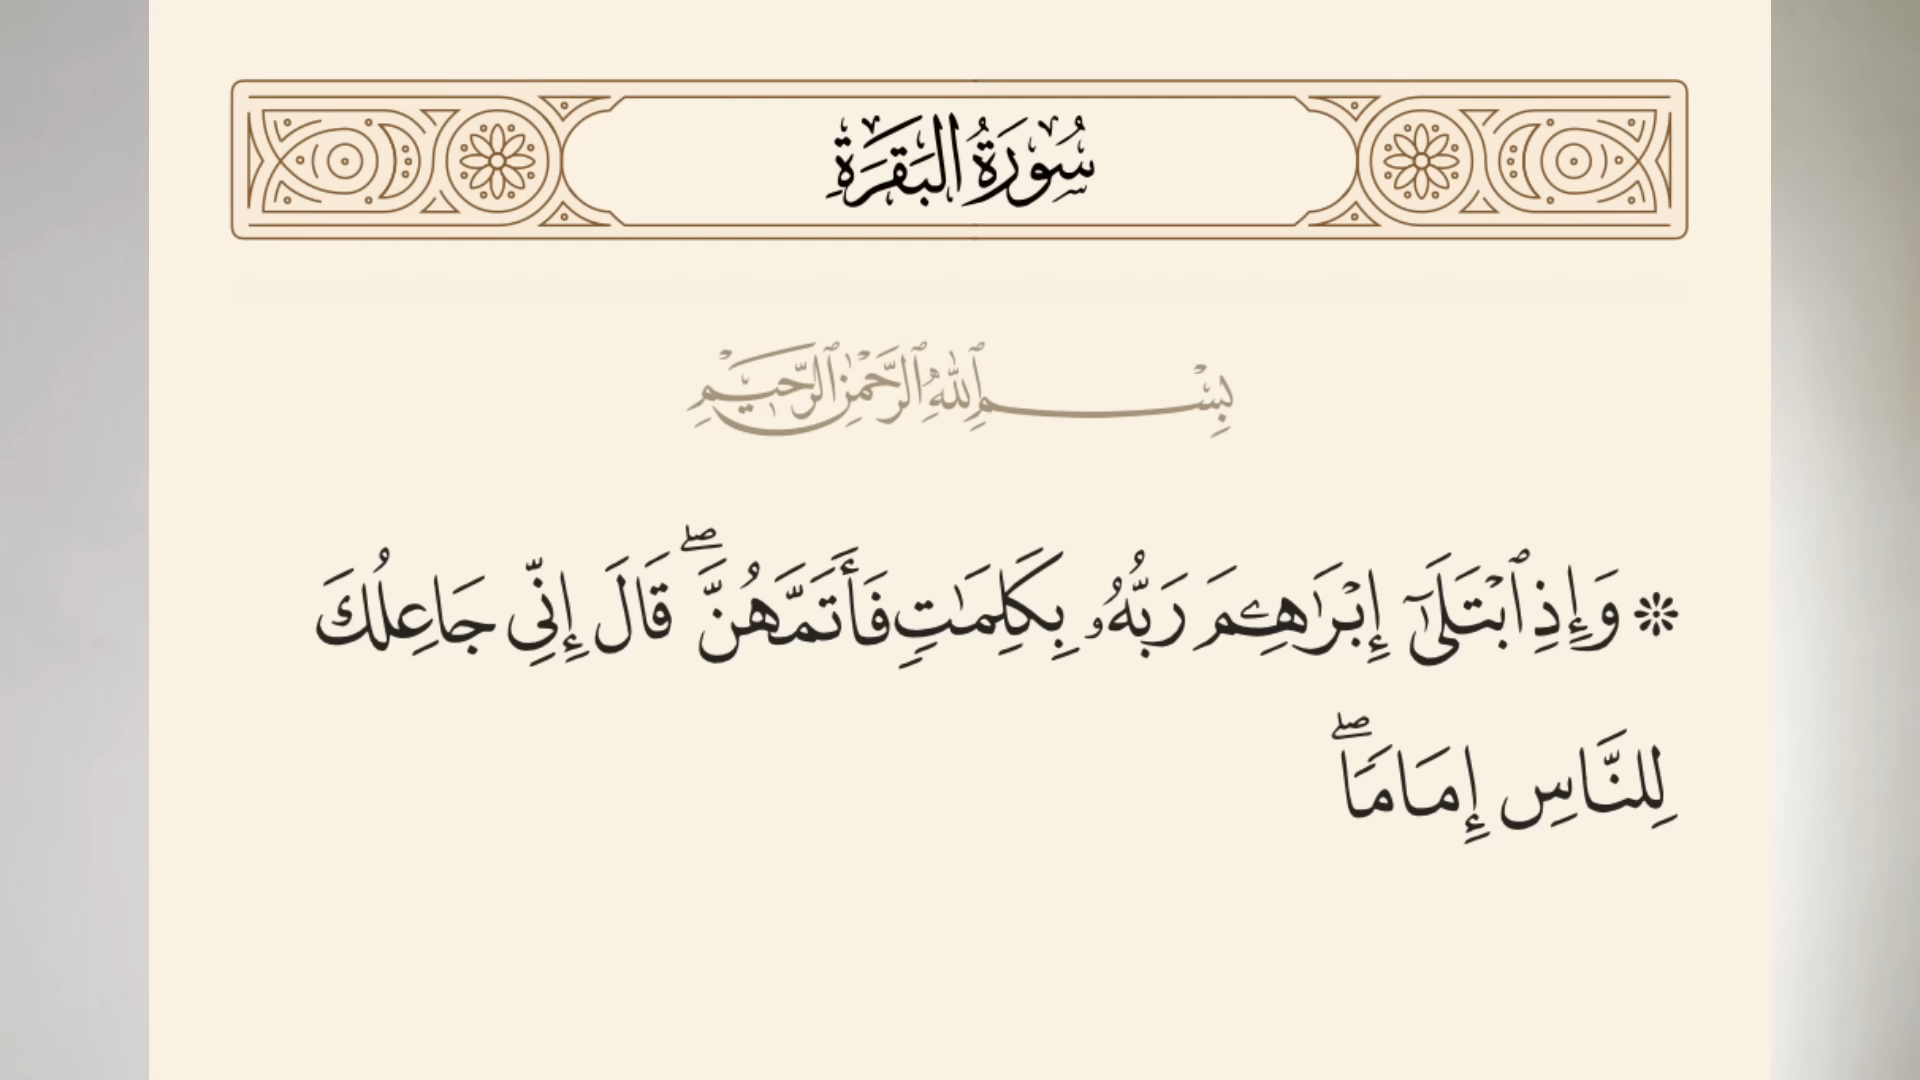 سُورَةُ البَقَرَةِ
بِسْمِ ٱللَّهِ ٱلرَّحْمَٰنِ ٱلرَّحِيمِ
۞ وَإِذِ ٱبْتَلَىٰٓ إِبْرَٰهِـۧمَ رَبُّهُۥ بِكَلِمَٰتٍ فَأَتَمَّهُنَّۖ قَالَ إِنِّي جَاعِلُكَ
لِلنَّاسِ إِمَامٗاۖ